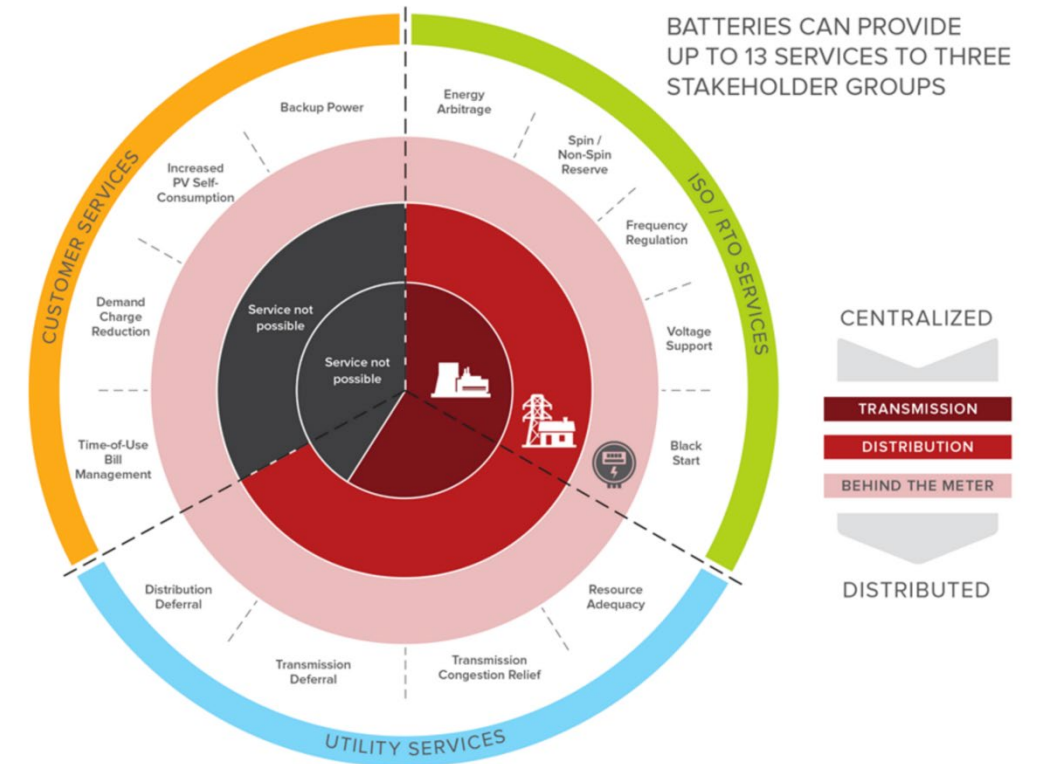 BATTERIES CAN PROVIDE
UP TO 13 SERVICES TO THREE
STAKEHOLDER GROUPS
CUSTOMER SERVICES
ISO / RTO SERVICES
UTILITY SERVICES
Backup Power
Increased
PV Self-
Consumption
Demand
Charge
Reduction
Time-of-Use
Bill
Management
Energy
Arbitrage
Spin /
Non-Spin
Reserve
Frequency
Regulation
Voltage
Support
Black
Start
Resource
Adequacy
Transmission
Congestion Relief
Transmission
Deferral
Distribution
Deferral
Service not
possible
Service not
possible
CENTRALIZED
TRANSMISSION
DISTRIBUTION
BEHIND THE METER
DISTRIBUTED